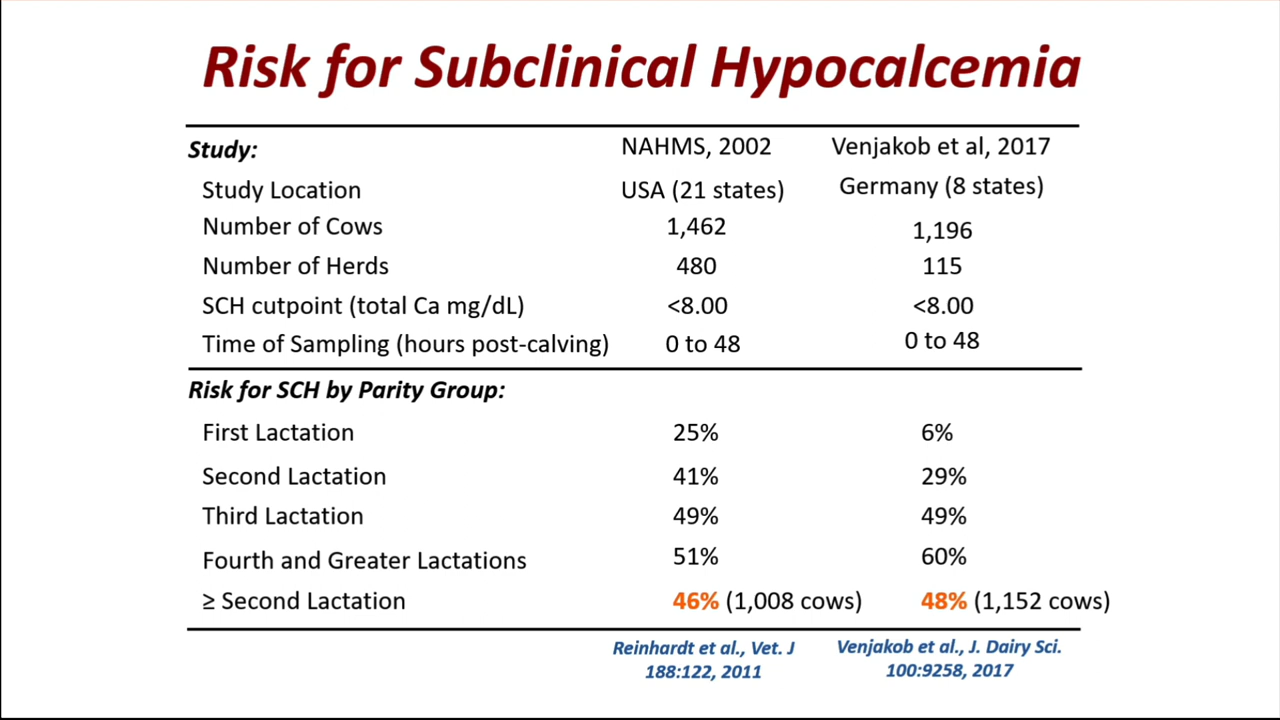 Risk for Subclinical Hypocalcemia
Study: NAHMS, 2002 Venjakob et al, 2017
Study Location USA (21 states) Germany (8 states)
Number of Cows 1,462 1,196
Number of Herds 480 115
SCH cutpoint (total Ca mg/dL) <8.00 <8.00
Time of Sampling (hours post-calving) 0 to 48 0 to 48
Risk for SCH by Parity Group:
First Lactation 25% 6%
Second Lactation 41% 29%
Third Lactation 49% 49%
Fourth and Greater Lactations 51% 60%
≥ Second Lactation 46% (1,008 cows) 48% (1,152 cows)
Reinhardt et al., Vet. J Venjakob et al., J. Dairy Sci.
188:122, 2011 100:9258, 2017